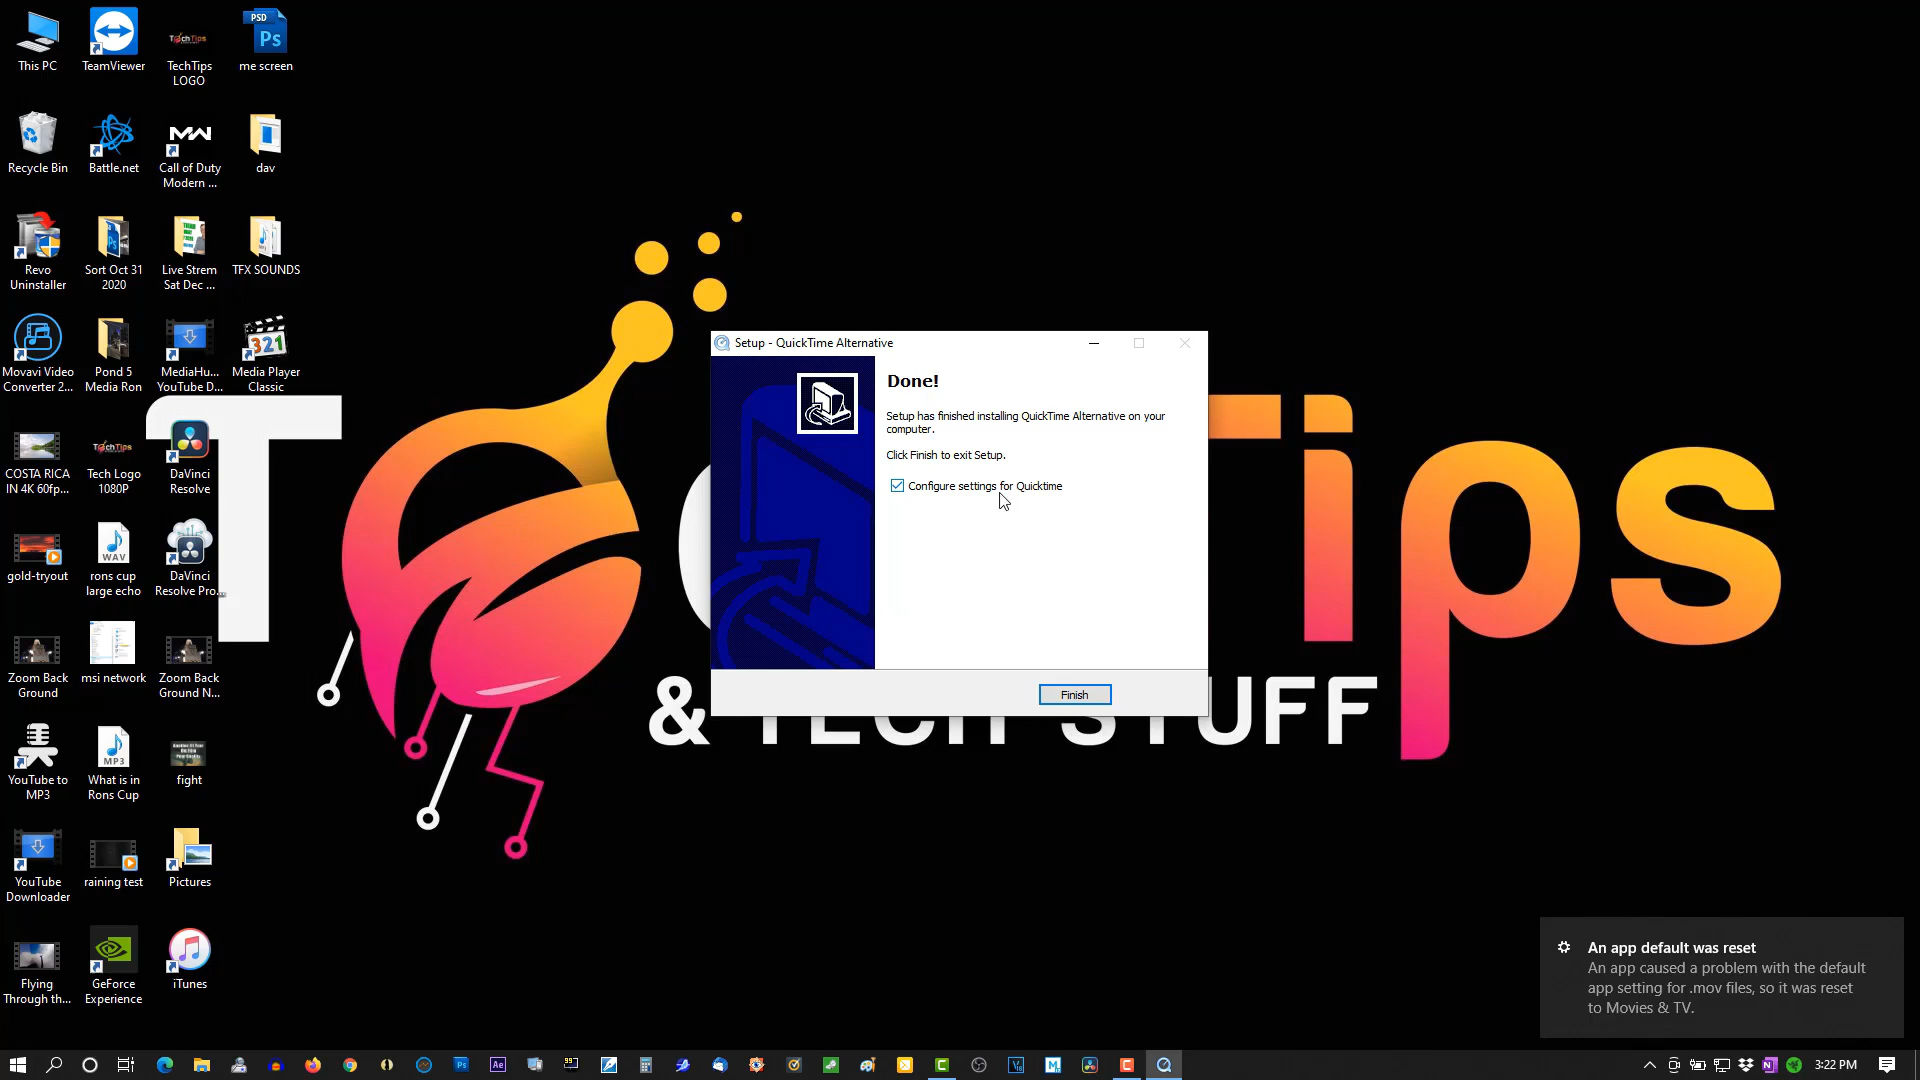 This PC
TeamViewer
TechTips
TechTips
LOGO
PSD
Ps
me screen
Recycle Bin
Battle.net
MW
Call of Duty
Modern ...
dav
Revo
Uninstaller
Sort Oct 31
2020
Live Strem
Sat Dec ...
TFX SOUNDS
Movavi Video
Converter 2...
Pond 5
Media Ron
MediaHu...
YouTube D...
321
Media Player
Classic
COSTA RICA
IN 4K 60fp...
TechTips
Tech Logo
1080P
DaVinci
Resolve
gold-tryout
WAV
rons cup
large echo
DaVinci
Resolve Pro...
Zoom Back
Ground
msi network
Zoom Back
Ground N...
YouTube to
MP3
MP3
What is in
Rons Cup
fight
YouTube
Downloader
raining test
Pictures
Flying
Through th...
GeForce
Experience
iTunes
Setup - QuickTime Alternative
Done!
Setup has finished installing QuickTime Alternative on your
computer.
Click Finish to exit Setup.
Configure settings for Quicktime
Finish
Tips
& TECH STUFF
An app default was reset
An app caused a problem with the default
app setting for .mov files, so it was reset
to Movies & TV.
3:22 PM